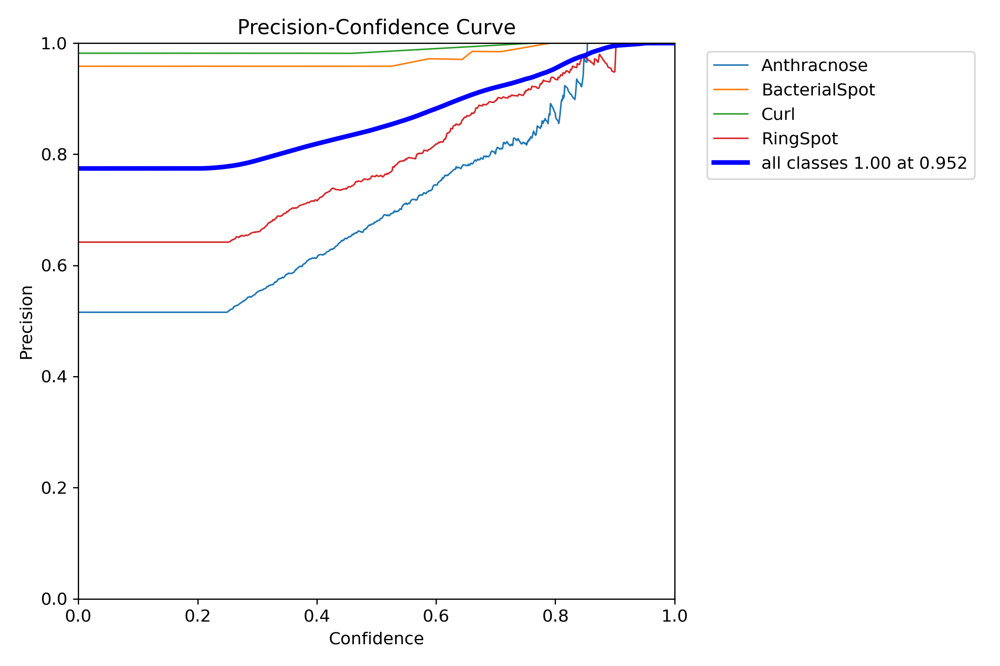 Precision-Confidence Curve
1.0
0.8
0.6
0.4
0.2
0.0
Precision
0.0 0.2 0.4 0.6 0.8 1.0
Confidence
Anthracnose
BacterialSpot
Curl
RingSpot
all classes 1.00 at 0.952